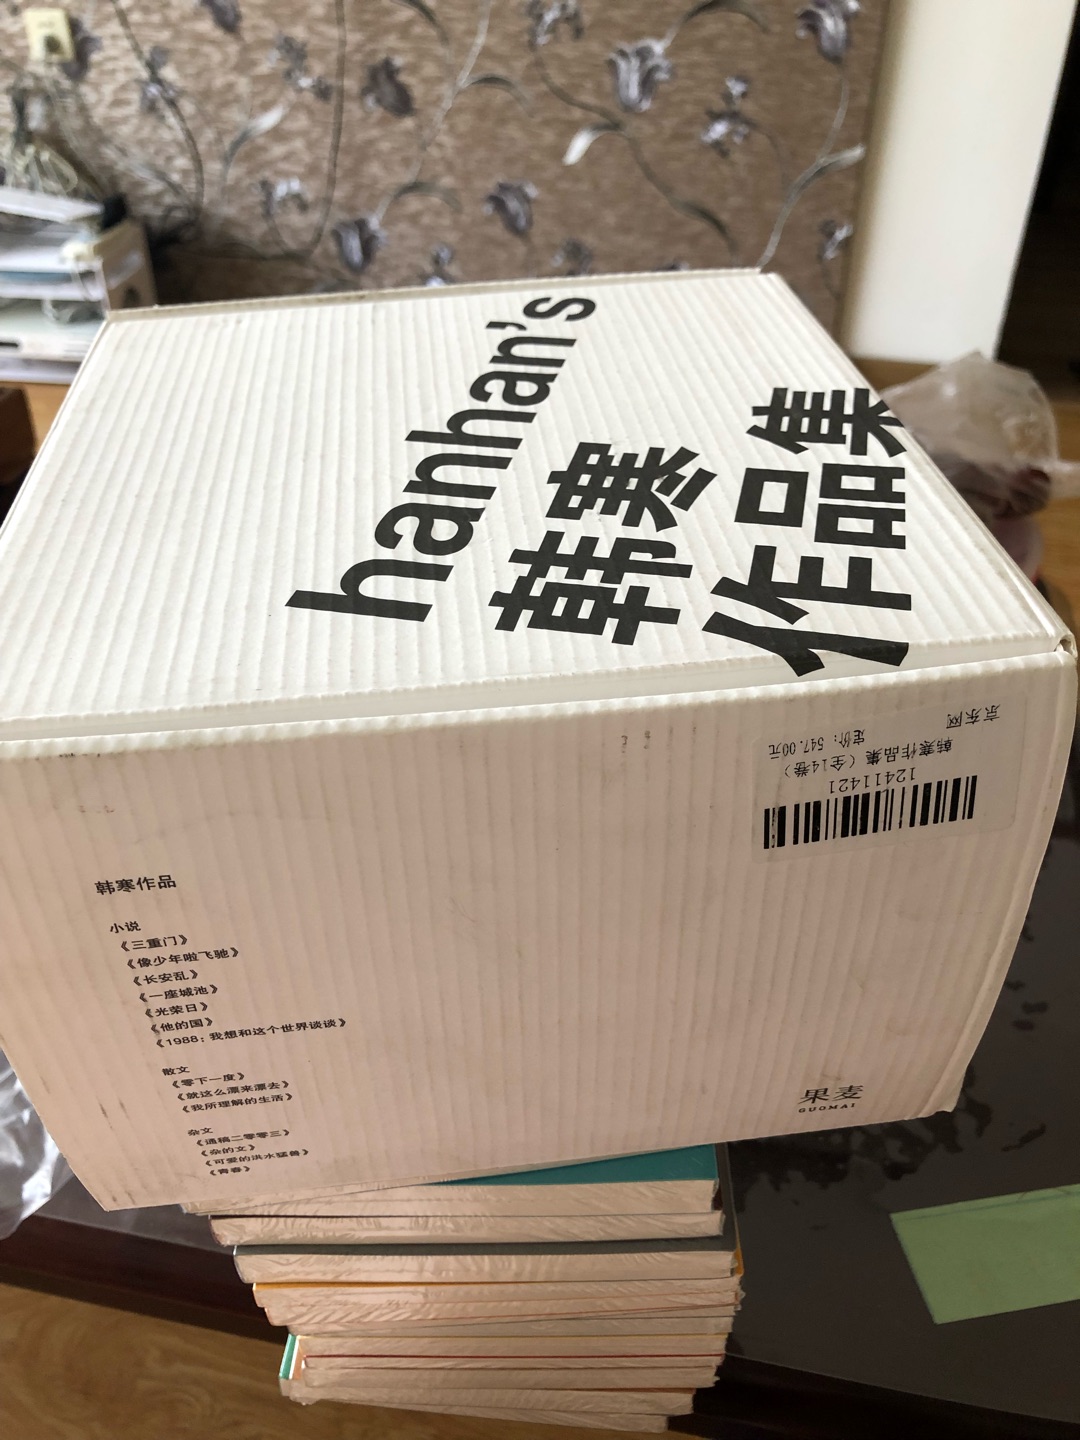 hanhan's
韩寒
作品集
京东网
韩寒作品集（全14卷）
定价：547.00元
12411421
韩寒作品
小说
《三重门》
《像少年啦飞驰》
《长安乱》
《一座城池》
《光荣日》
《他的国》
《1988：我想和这个世界谈谈》
散文
《零下一度》
《就这么漂来漂去》
《我所理解的生活》
杂文
《通稿二零零三》
《杂的文》
《可爱的洪水猛兽》
《青春》
果麦
GUOMAI